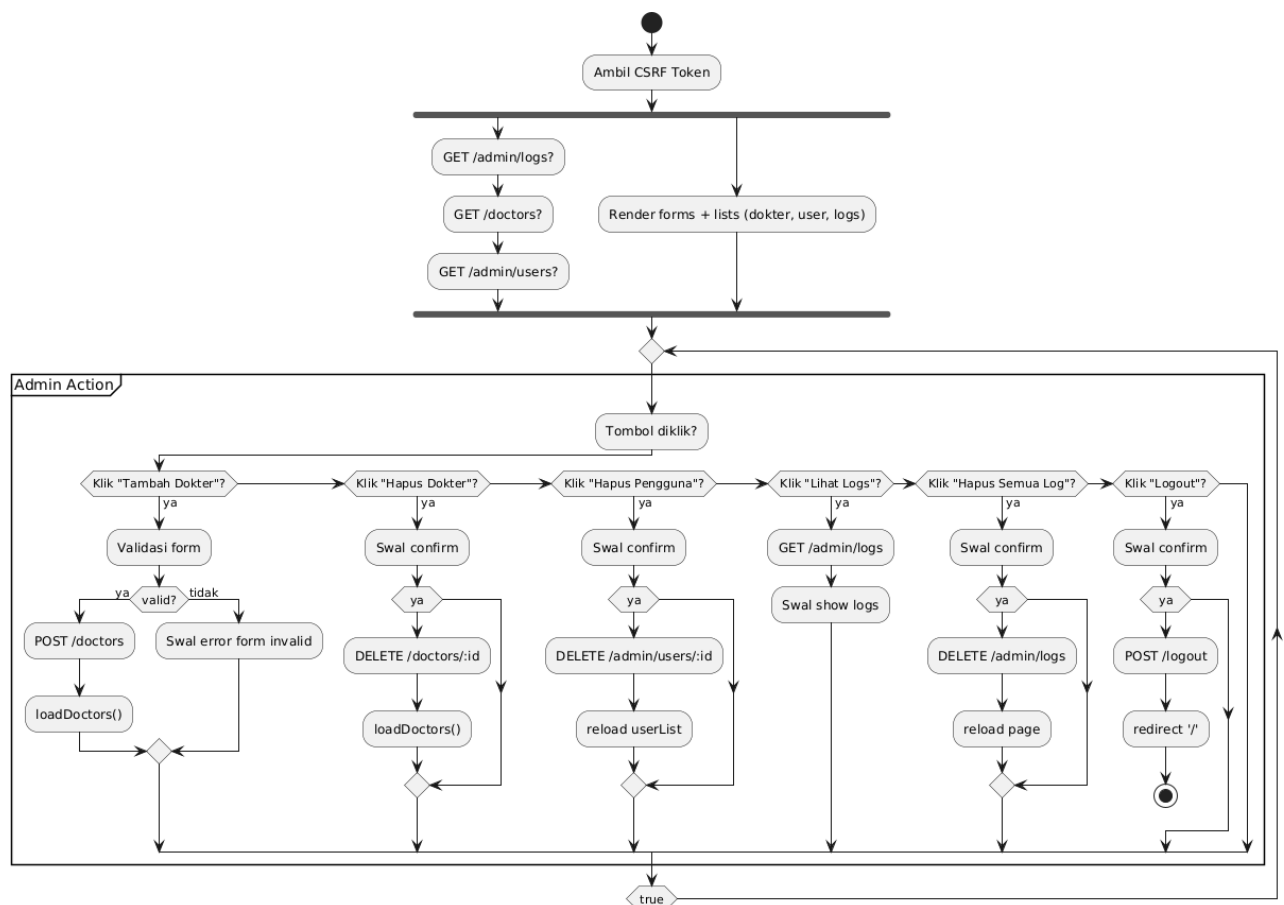 Ambil CSRF Token
GET /admin/logs?
GET /doctors?
GET /admin/users?
Render forms + lists (dokter, user, logs)
Admin Action
Tombol diklik?
Klik "Tambah Dokter"?
ya
Validasi form
valid?
ya
tidak
POST /doctors
loadDoctors()
Swal error form invalid
Klik "Hapus Dokter"?
ya
Swal confirm
ya
DELETE /doctors/:id
loadDoctors()
Klik "Hapus Pengguna"?
ya
Swal confirm
ya
DELETE /admin/users/:id
reload userList
Klik "Lihat Logs"?
ya
GET /admin/logs
Swal show logs
Klik "Hapus Semua Log"?
ya
Swal confirm
ya
DELETE /admin/logs
reload page
Klik "Logout"?
ya
Swal confirm
ya
POST /logout
redirect '/'
true